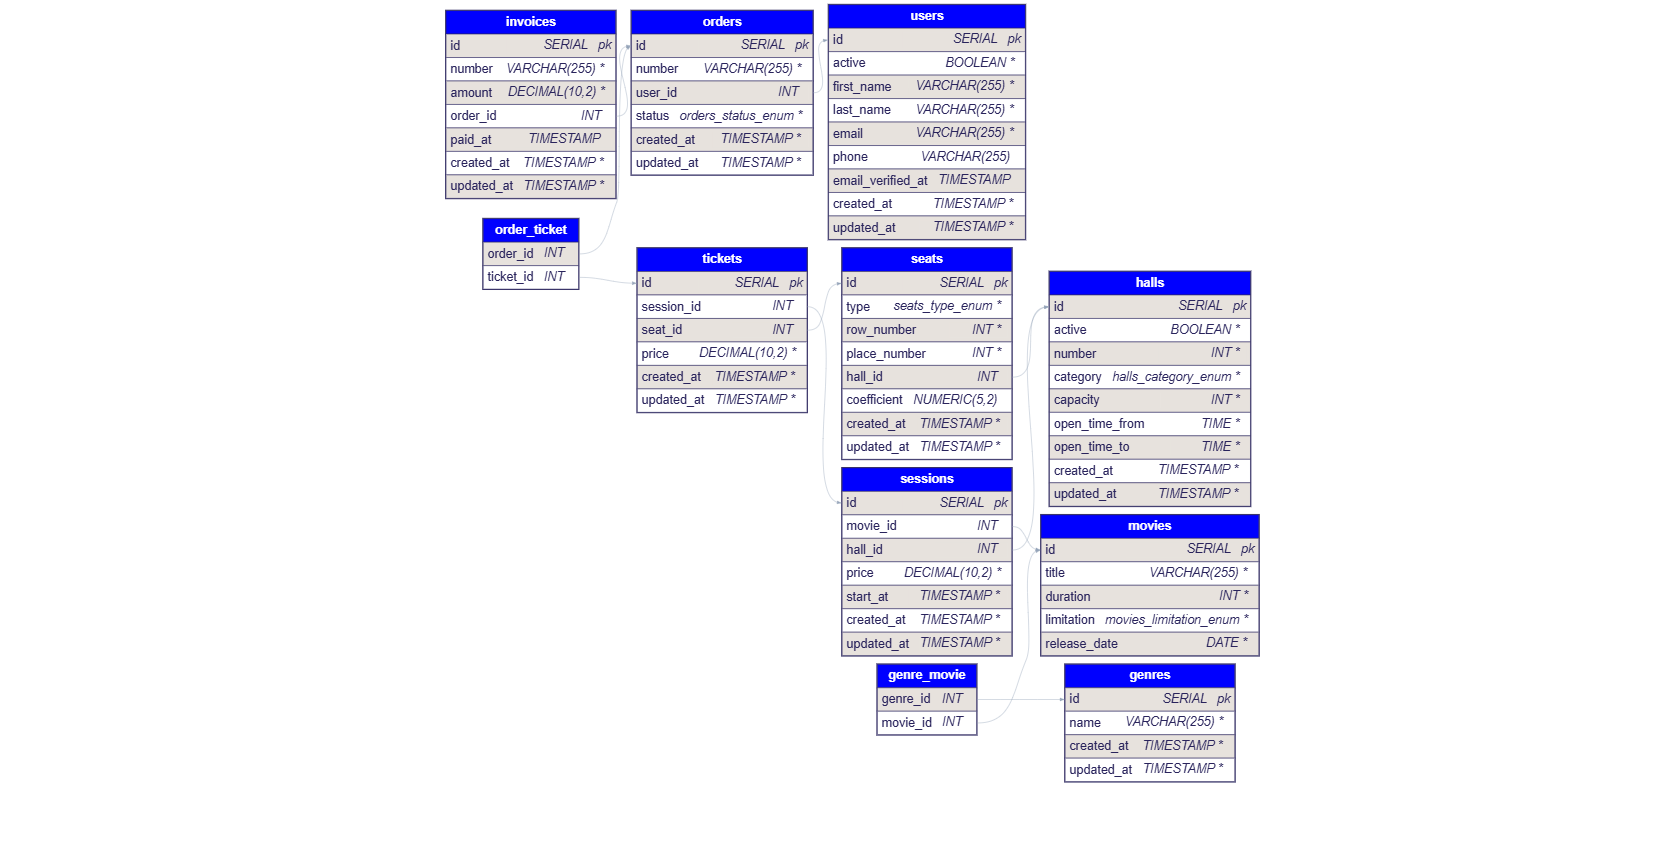 invoices
id SERIAL pk
number VARCHAR(255) *
amount DECIMAL(10,2) *
order_id INT
paid_at TIMESTAMP
created_at TIMESTAMP *
updated_at TIMESTAMP *
orders
id SERIAL pk
number VARCHAR(255) *
user_id INT
status orders_status_enum *
created_at TIMESTAMP *
updated_at TIMESTAMP *
users
id SERIAL pk
active BOOLEAN *
first_name VARCHAR(255) *
last_name VARCHAR(255) *
email VARCHAR(255) *
phone VARCHAR(255)
email_verified_at TIMESTAMP
created_at TIMESTAMP *
updated_at TIMESTAMP *
order_ticket
order_id INT
ticket_id INT
tickets
id SERIAL pk
session_id INT
seat_id INT
price DECIMAL(10,2) *
created_at TIMESTAMP *
updated_at TIMESTAMP *
seats
id SERIAL pk
type seats_type_enum *
row_number INT *
place_number INT *
hall_id INT
coefficient NUMERIC(5,2)
created_at TIMESTAMP *
updated_at TIMESTAMP *
halls
id SERIAL pk
active BOOLEAN *
number INT *
category halls_category_enum *
capacity INT *
open_time_from TIME *
open_time_to TIME *
created_at TIMESTAMP *
updated_at TIMESTAMP *
sessions
id SERIAL pk
movie_id INT
hall_id INT
price DECIMAL(10,2) *
start_at TIMESTAMP *
created_at TIMESTAMP *
updated_at TIMESTAMP *
movies
id SERIAL pk
title VARCHAR(255) *
duration INT *
limitation movies_limitation_enum *
release_date DATE *
genre_movie
genre_id INT
movie_id INT
genres
id SERIAL pk
name VARCHAR(255) *
created_at TIMESTAMP *
updated_at TIMESTAMP *